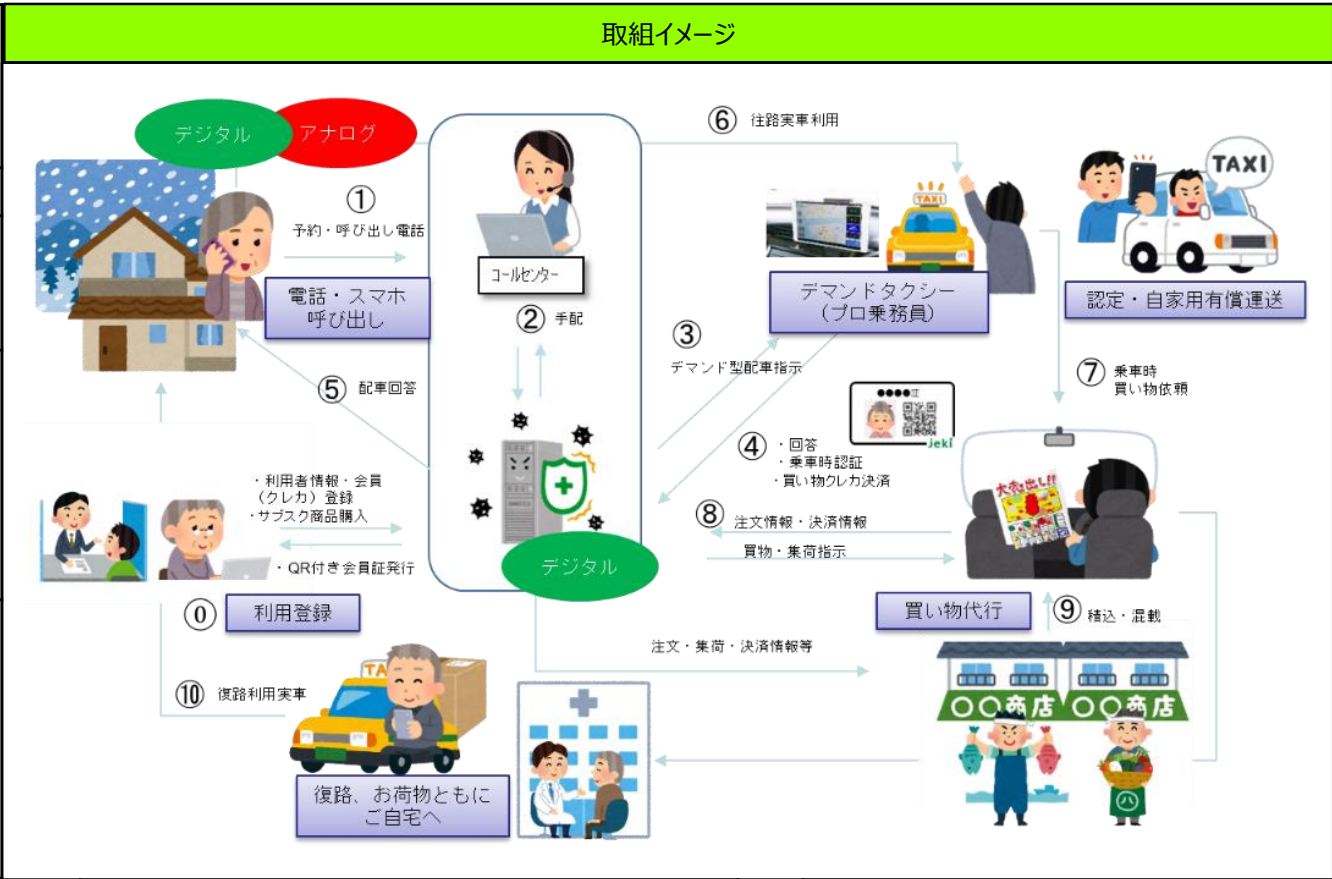 取組イメージ
デジタル
アナログ
①
予約・呼び出し電話
電話・スマホ
呼び出し
コールセンター
② 手配
⑥ 往路実車利用
TAXI
TAXI
デマンドタクシー
(プロ乗務員)
認定・自家用有償運送
③
デマンド型配車指示
⑤ 配車回答
⑦ 乗車時
買い物依頼
●●●●江
jeki
④ ・回答
・乗車時認証
・買い物クレカ決済
大売り出し!!
・利用者情報・会員
(クレカ)登録
・サブスク商品購入
・QR付き会員証発行
⑧ 注文情報・決済情報
買物・集荷指示
デジタル
⓪ 利用登録
買い物代行
⑨ 積込・混載
注文・集荷・決済情報等
⑩ 復路利用実車
TA
〇〇商店
〇〇商店
八
復路、お荷物ともに
ご自宅へ